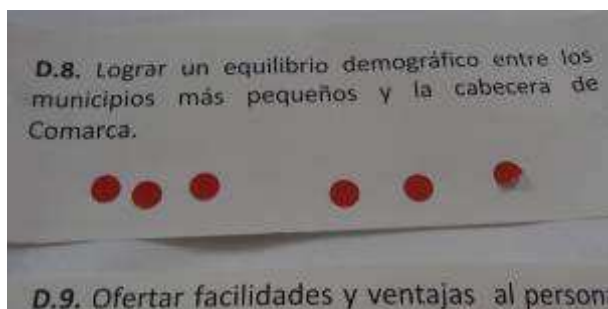 D.8. Lograr un equilibrio demográfico entre los
municipios más pequeños y la cabecera de
Comarca.
D.9. Ofertar facilidades y ventajas al person